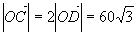 |OC⃗| = 2|OD⃗| = 60√3